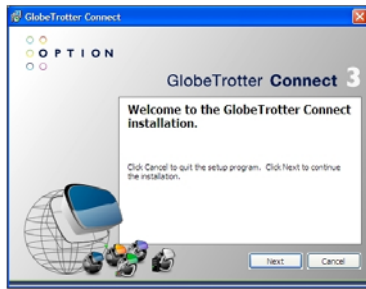 GlobeTrotter Connect
OPTION
GlobeTrotter Connect 3
Welcome to the GlobeTrotter Connect
installation.
Click Cancel to quit the setup program. Click Next to continue
the installation.
Next
Cancel